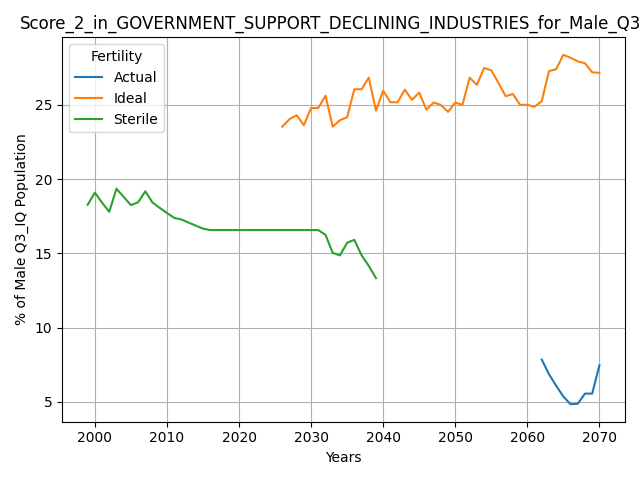 Score_2_in_GOVERNMENT_SUPPORT_DECLINING_INDUSTRIES_for_Male_Q3
Fertility
Actual
Ideal
Sterile
% of Male Q3_IQ Population
25
20
15
10
5
2000 2010 2020 2030 2040 2050 2060 2070
Years